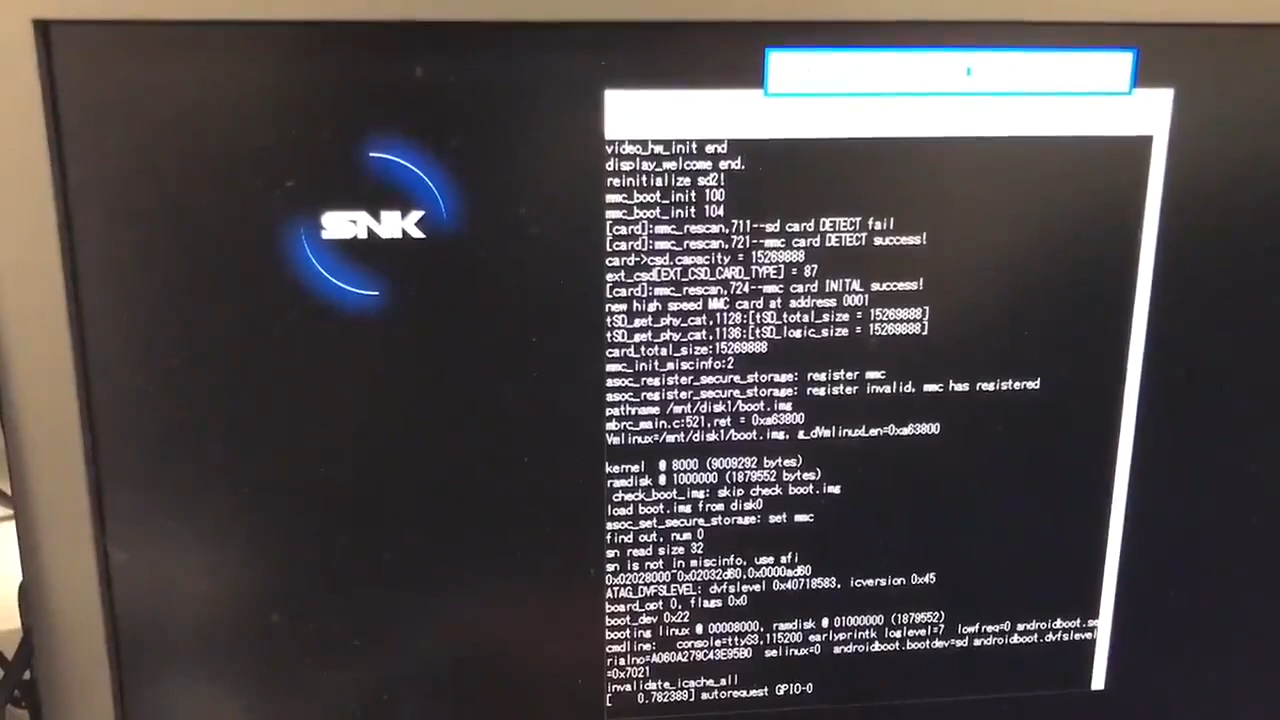 SNK
video_hw_init end
display_welcome end.
reinitialize sd2!
mmc_boot_init 100
mmc_boot_init 104
[card]:mmc_rescan,711--sd card DETECT fail
[card]:mmc_rescan,721--mmc card DETECT success!
card->csd.capacity = 15269888
ext_csd[EXT_CSD_CARD_TYPE] = 87
[card]:mmc_rescan,724--mmc card INITAL success!
new high speed MMC card at address 0001
tSD_get_phy_cat,1128:[tSD_total_size = 15269888]
tSD_get_phy_cat,1136:[tSD_logic_size = 15269888]
card_total_size:15269888
mmc_init_miscinfo:2
asoc_register_secure_storage: register mmc
asoc_register_secure_storage: register invalid, mmc has registered
pathname /mnt/disk1/boot.img
mbrc_main.c:521,ret = 0xa63800
Vmlinux=/mnt/disk1/boot.img, g_dVmlinuxLen=0xa63800
kernel @ 8000 (9009292 bytes)
ramdisk @ 1000000 (1879552 bytes)
check_boot_img: skip check boot.img
load boot.img from disk0
asoc_set_secure_storage: set mmc
find out, num 0
sn read size 32
sn is not in miscinfo, use afi
0x02028000~0x02032d60,0x0000ad60
ATAG_DVFSLEVEL: dvfslevel 0x40718583, icversion 0x45
board_opt 0, flags 0x0
boot_dev 0x22
booting linux @ 00008000, ramdisk @ 01000000 (1879552)
cmdline: console=ttyS3,115200 earlyprintk loglevel=7 lowfreq=0 androidboot.se
rialno=A060A279C43E95B0 selinux=0 androidboot.bootdev=sd androidboot.dvfslevel
=0x7021
invalidate_icache_all
[ 0.782389] autorequest GPIO-0